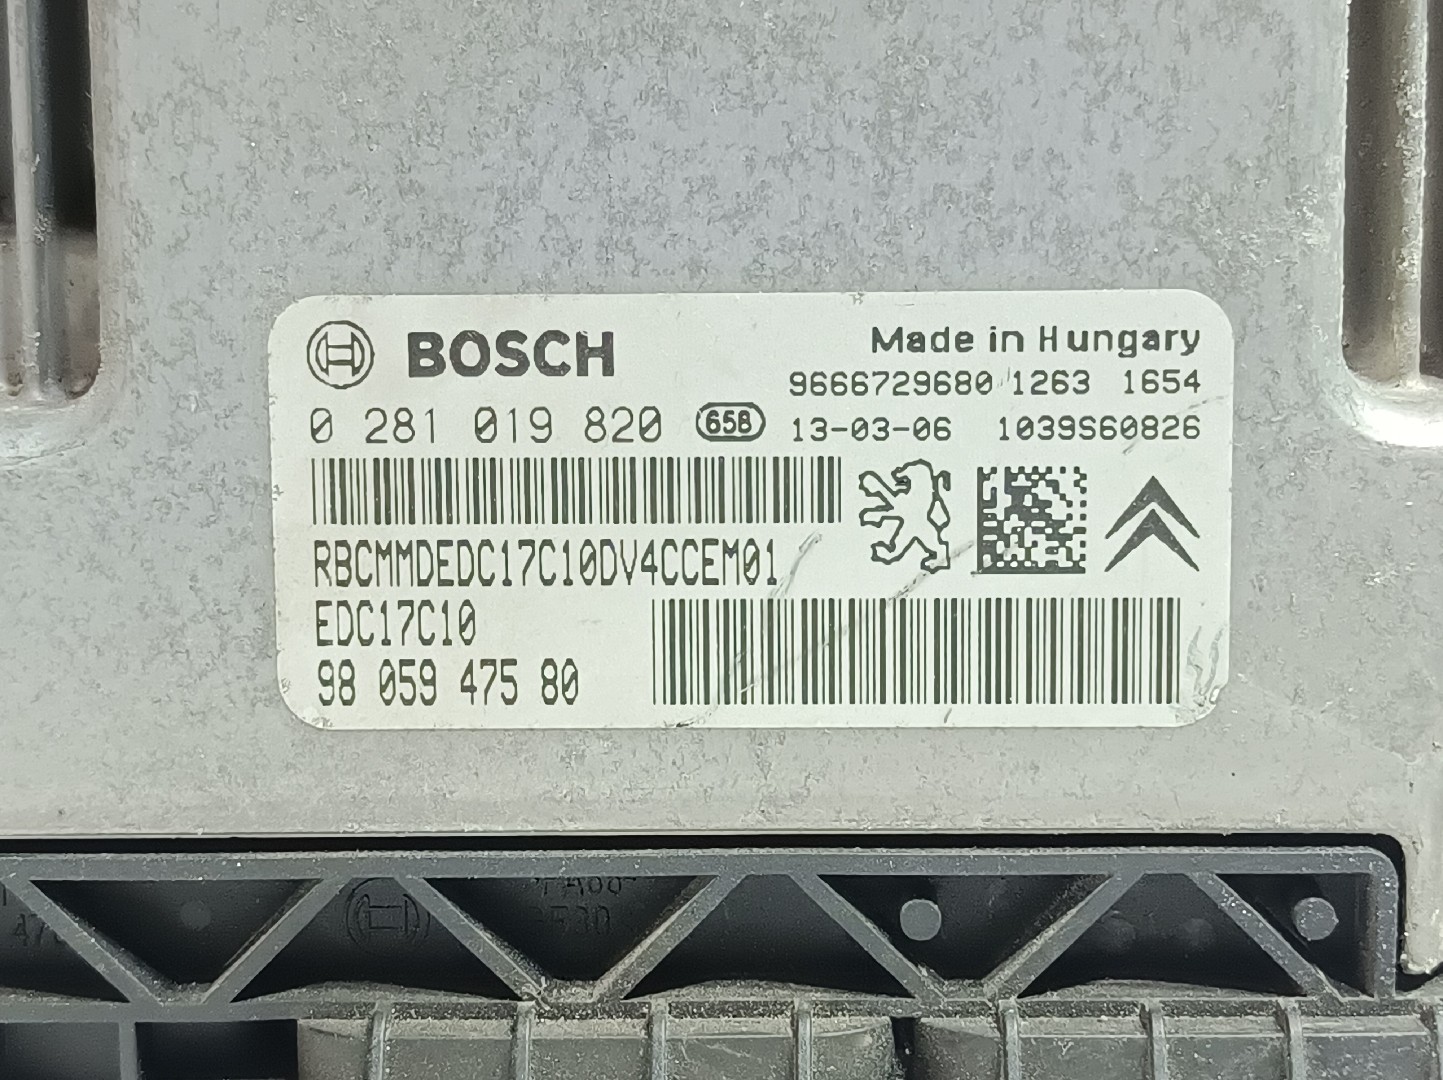 BOSCH
Made in Hungary
9666729680 1263 1654
0 281 019 820 65B 13-03-06 1039S60826
RBCMMDEDC17C10DV4CCEM01
EDC17C10
98 059 475 80